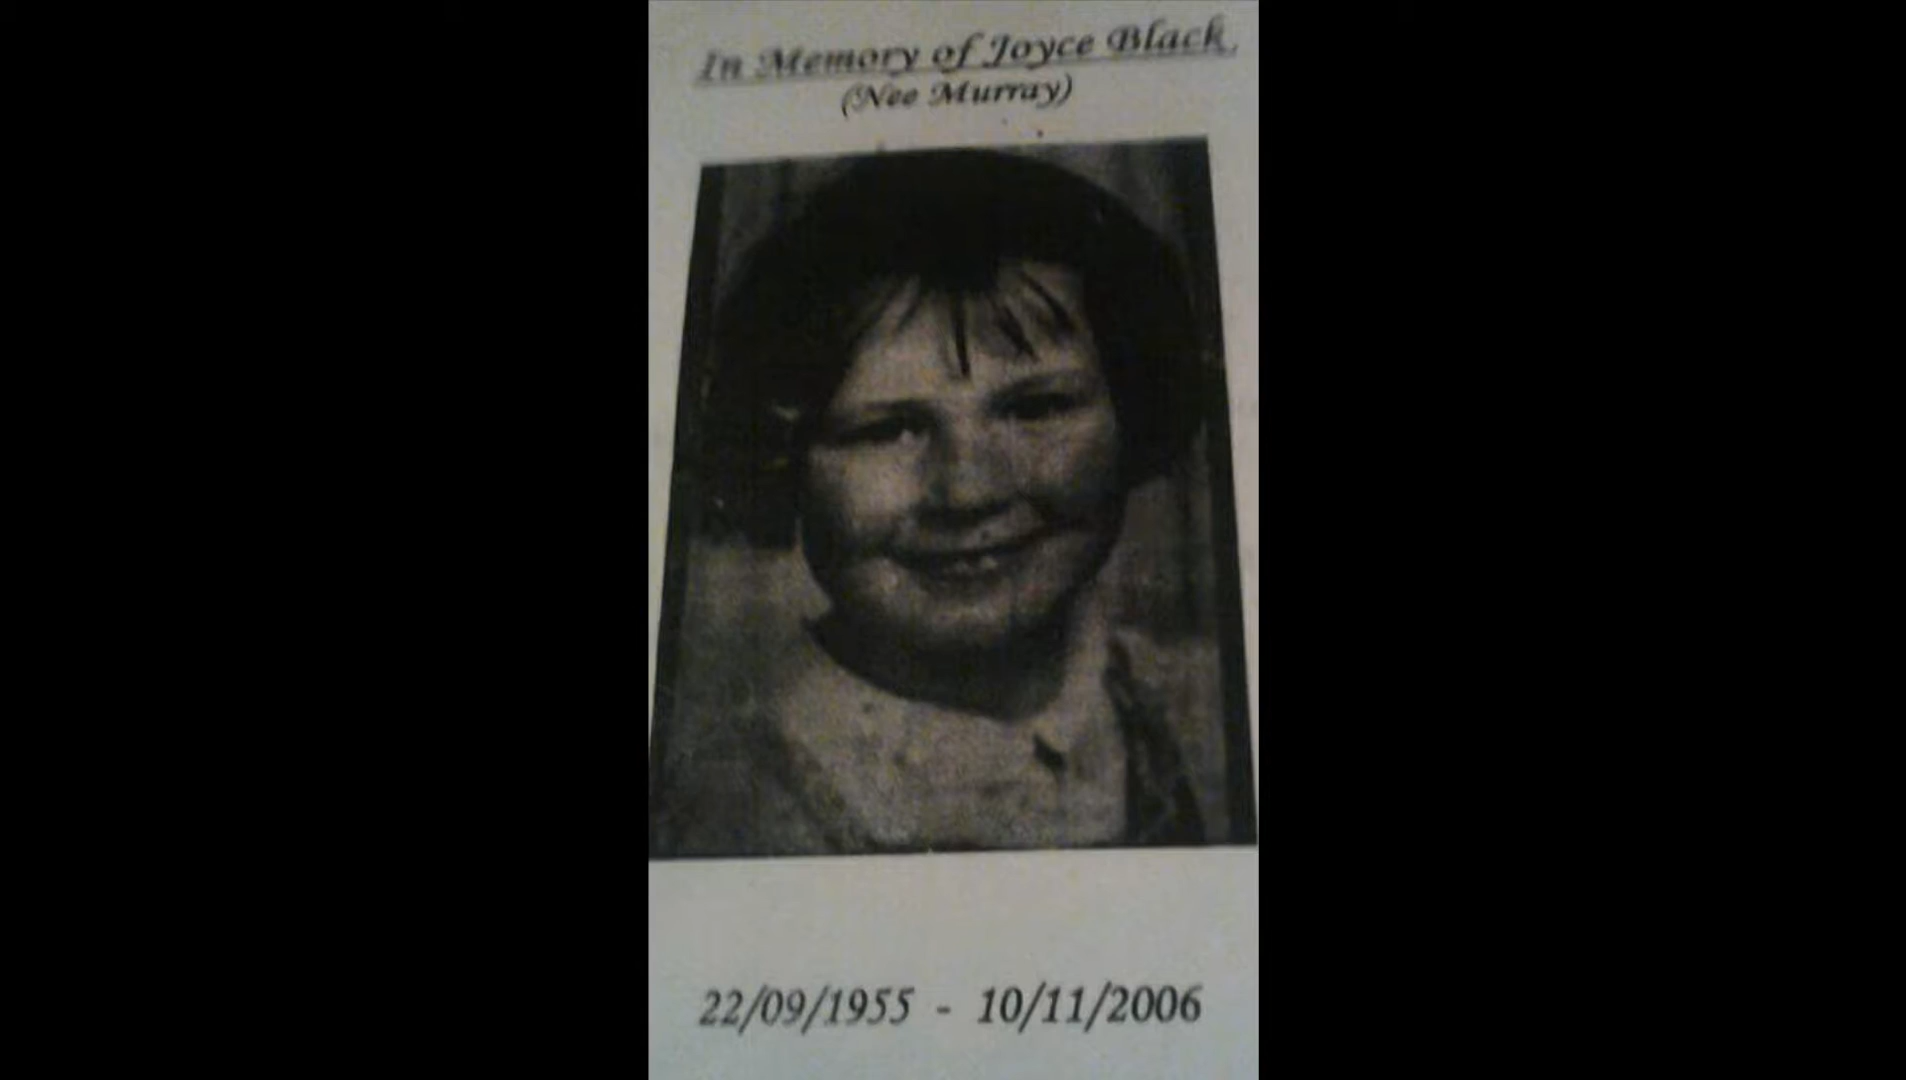 In Memory of Joyce Black
(Nee Murray)
22/09/1955 - 10/11/2006